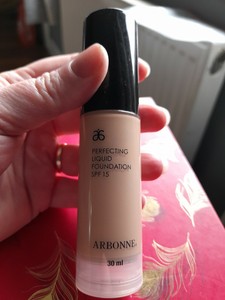 PERFECTING
LIQUID
FOUNDATION
SPF 15
ARBONNE.
30 ml